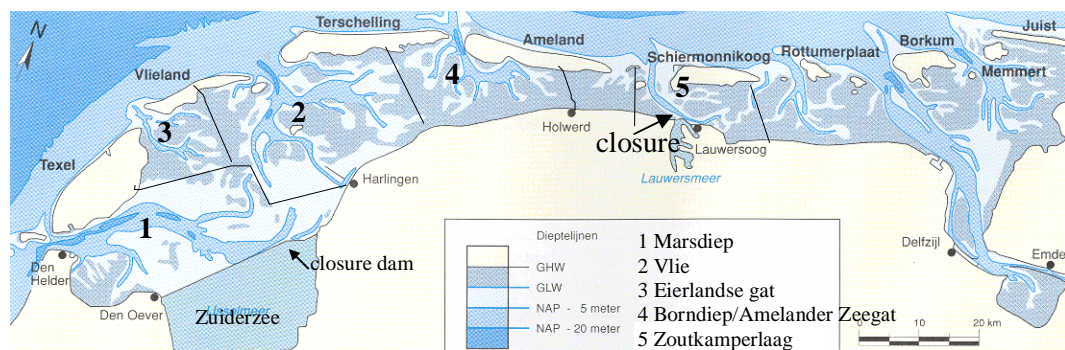 N
Terschelling
Ameland
Schiermonnikoog
Rottumerplaat
Borkum
Juist
Memmert
Vlieland
Texel
1
2
3
4
5
Holwerd
closure
Lauwersoog
Lauwersmeer
Harlingen
closure dam
Den
Helder
Den Oever
IJsselmeer
Zuiderzee
Delfzijl
Emde
Dieptelijnen
GHW
GLW
NAP - 5 meter
NAP - 20 meter
1 Marsdiep
2 Vlie
3 Eierlandse gat
4 Borndiep/Amelander Zeegat
5 Zoutkamperlaag
0 10 20 km